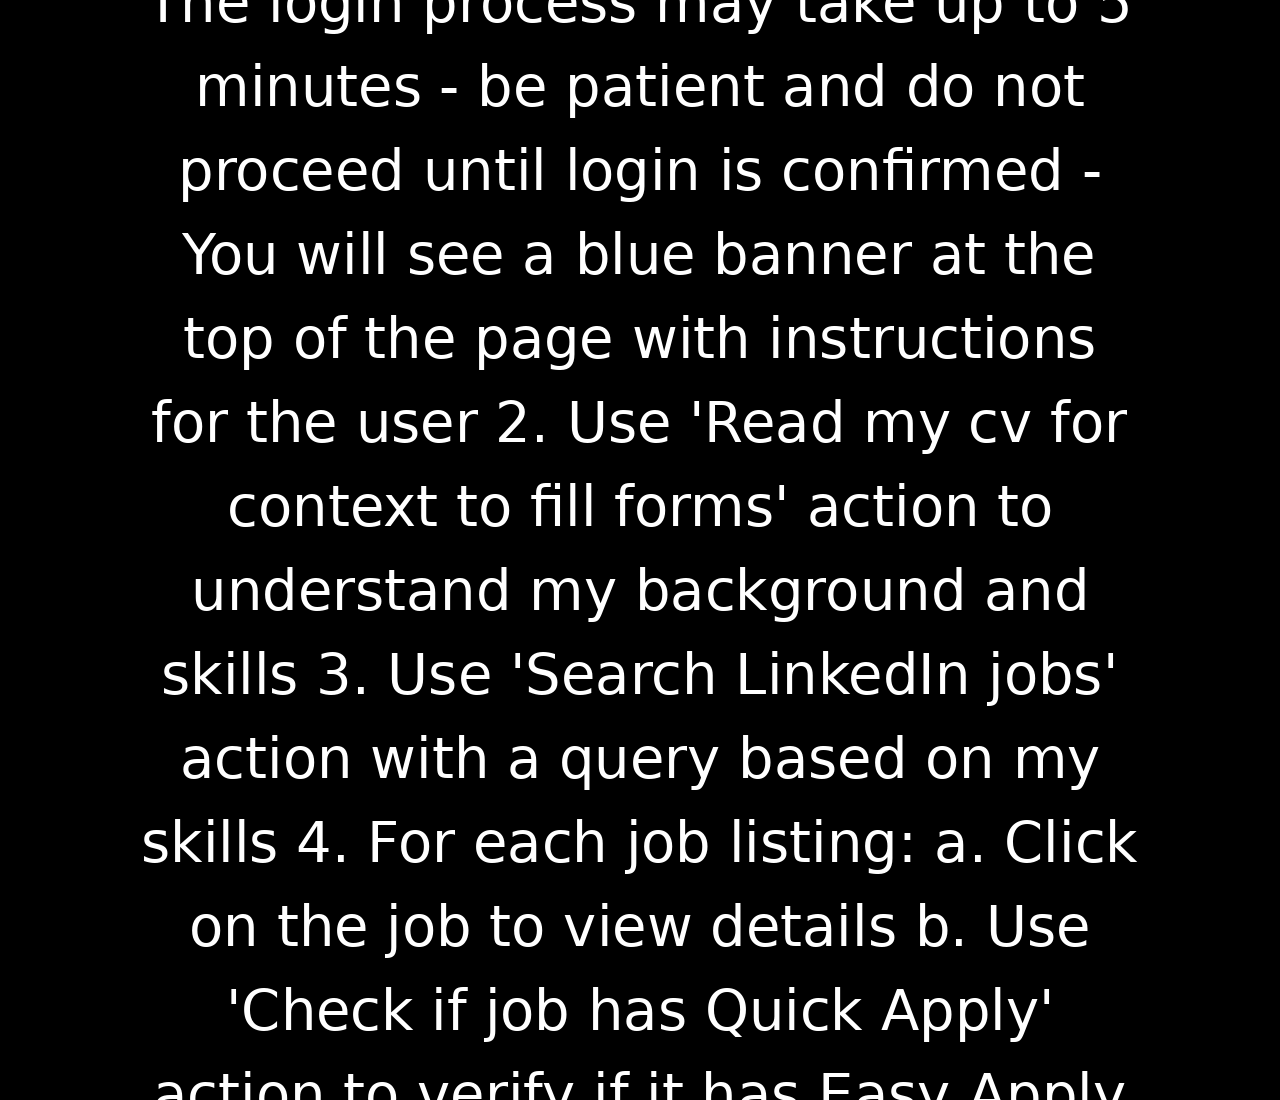 The login process may take up to 5
minutes - be patient and do not
proceed until login is confirmed -
You will see a blue banner at the
top of the page with instructions
for the user 2. Use 'Read my cv for
context to fill forms' action to
understand my background and
skills 3. Use 'Search LinkedIn jobs'
action with a query based on my
skills 4. For each job listing: a. Click
on the job to view details b. Use
'Check if job has Quick Apply'
action to verify if it has Easy Apply